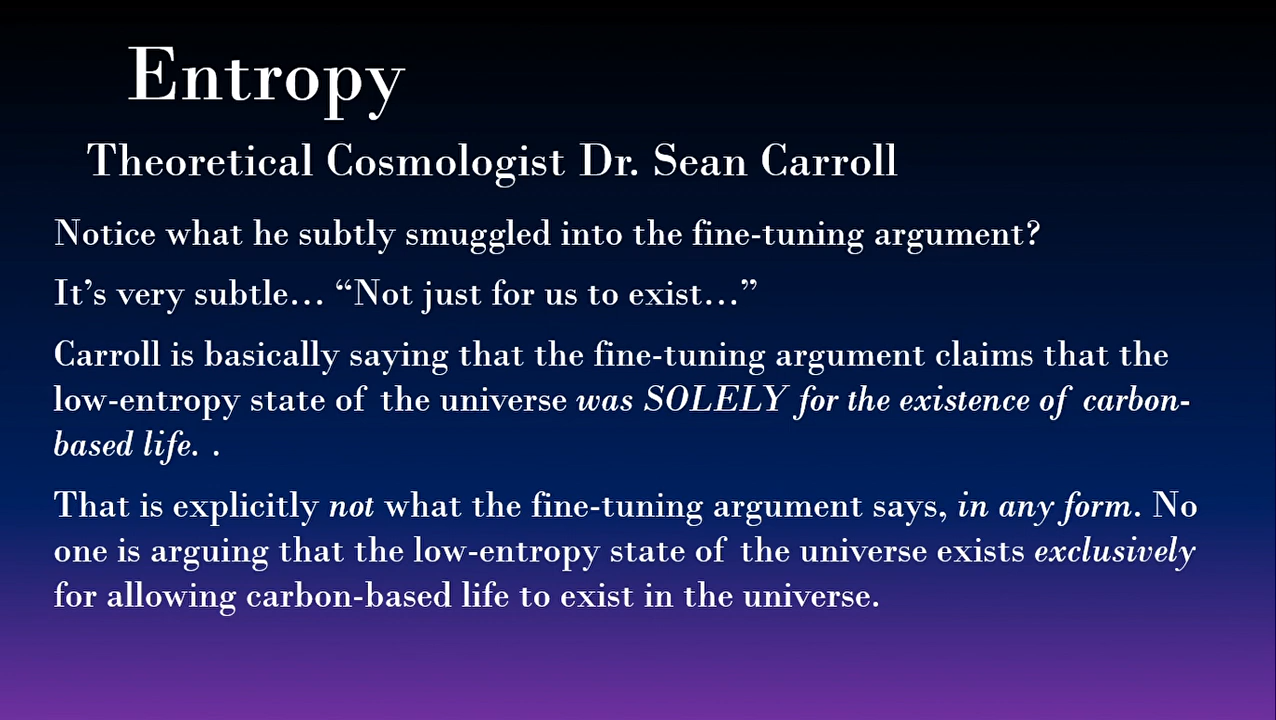 Entropy
Theoretical Cosmologist Dr. Sean Carroll
Notice what he subtly smuggled into the fine-tuning argument?
It’s very subtle… “Not just for us to exist…”
Carroll is basically saying that the fine-tuning argument claims that the
low-entropy state of the universe was SOLELY for the existence of carbon-
based life. .
That is explicitly not what the fine-tuning argument says, in any form. No
one is arguing that the low-entropy state of the universe exists exclusively
for allowing carbon-based life to exist in the universe.